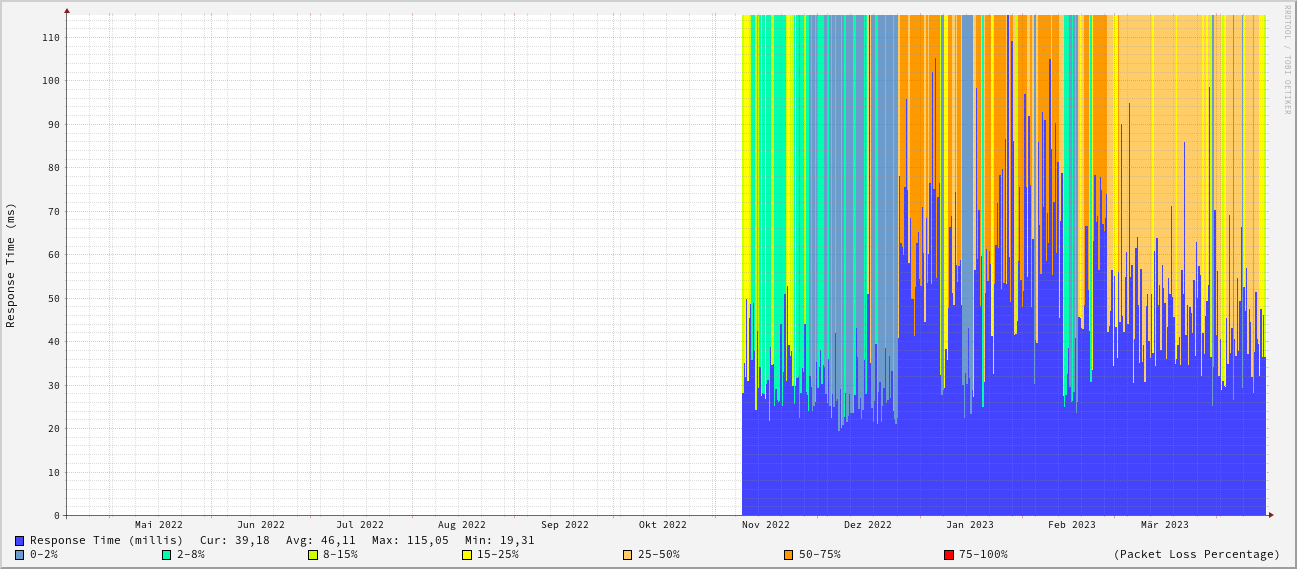 RRDTOOL / TOBI OETIKER
Response Time (ms)
110
100
90
80
70
60
50
40
30
20
10
0
Mai 2022 Jun 2022 Jul 2022 Aug 2022 Sep 2022 Okt 2022 Nov 2022 Dez 2022 Jan 2023 Feb 2023 Mär 2023
Response Time (millis) Cur: 39,18 Avg: 46,11 Max: 115,05 Min: 19,31
0-2% 2-8% 8-15% 15-25% 25-50% 50-75% 75-100% (Packet Loss Percentage)